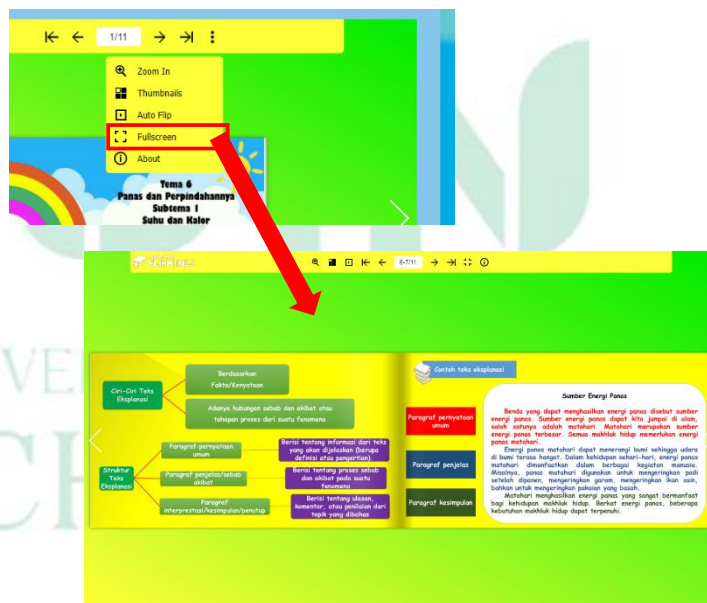 1/11
Zoom In
Thumbnails
Auto Flip
Fullscreen
About
Tema 6
Panas dan Perpindahannya
Subtema 1
Suhu dan Kalor
6-7/11
Ciri-Ciri Teks
Eksplanasi
Berdasarkan
Fakta/Kenyataan
Adanya hubungan sebab dan akibat atau
tahapan proses dari suatu fenomena
Struktur
Teks
Eksplanasi
Paragraf pernyataan
umum
Berisi tentang informasi dari teks
yang akan dijelaskan (berupa
definisi atau pengertian).
Paragraf penjelas/sebab
akibat
Berisi tentang proses sebab
dan akibat pada suatu
fenomena
Paragraf
interprestasi/kesimpulan/penutup
Berisi tentang ulasan,
komentar, atau penilaian dari
topik yang dibahas
Contoh teks eksplanasi
Sumber Energi Panas
Paragraf pernyataan
umum
Benda yang dapat menghasilkan energi panas disebut sumber
energi panas. Sumber energi panas dapat kita jumpai di alam,
salah satunya adalah matahari. Matahari merupakan sumber
energi panas terbesar. Semua makhluk hidup memerlukan energi
panas matahari.
Paragraf penjelas
Energi panas matahari dapat menerangi bumi sehingga udara
di bumi terasa hangat. Dalam kehidupan sehari-hari, energi panas
matahari dimanfaatkan dalam berbagai kegiatan manusia.
Misalnya, panas matahari digunakan untuk mengeringkan padi
setelah dipanen, mengeringkan garam, mengeringkan ikan asin,
bahkan untuk mengeringkan pakaian yang basah.
Paragraf kesimpulan
Matahari menghasilkan energi panas yang sangat bermanfaat
bagi kehidupan makhluk hidup. Berkat energi panas, beberapa
kebutuhan makhluk hidup dapat terpenuhi.